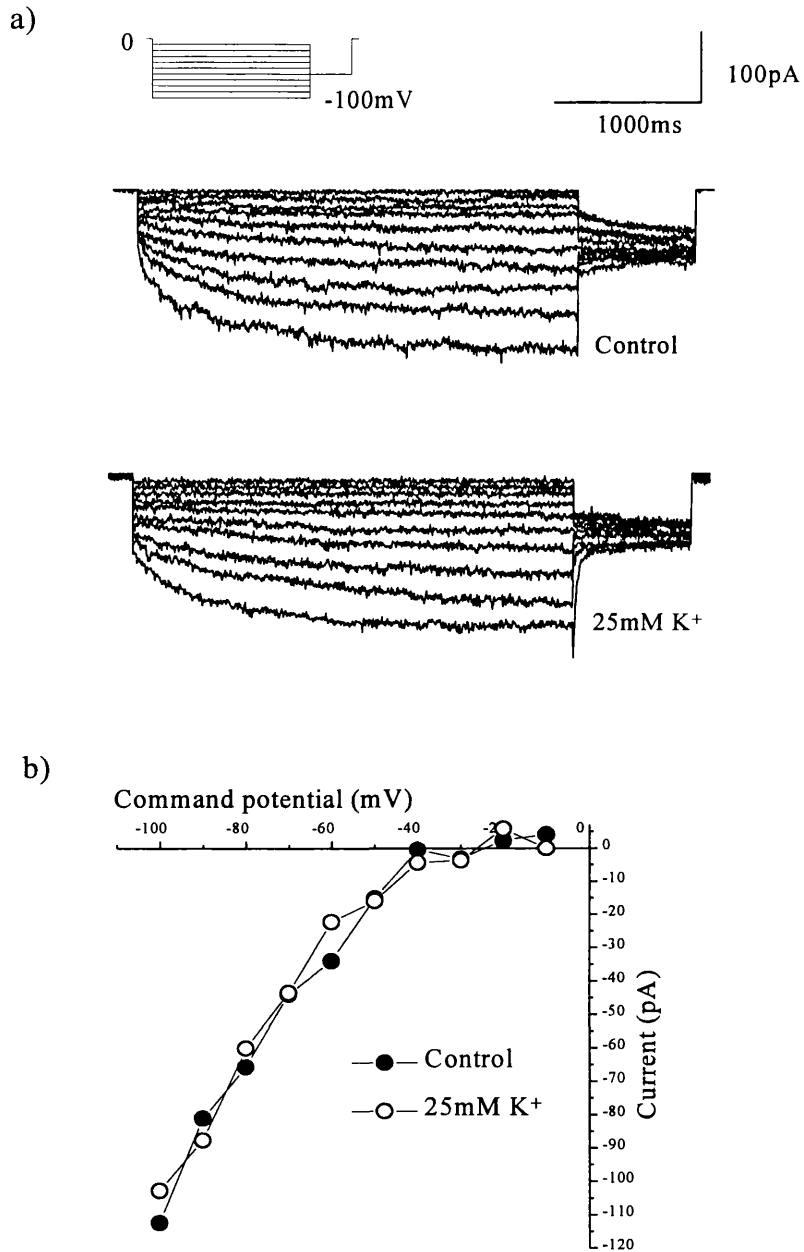 a)
0
-100mV
100pA
1000ms
Control
25mM K⁺
b)
Command potential (mV)
-100 -80 -60 -40 -2 0
0
-10
-20
-30
-40
-50
-60
-70
-80
-90
-100
-110
-120
Current (pA)
Control
25mM K⁺